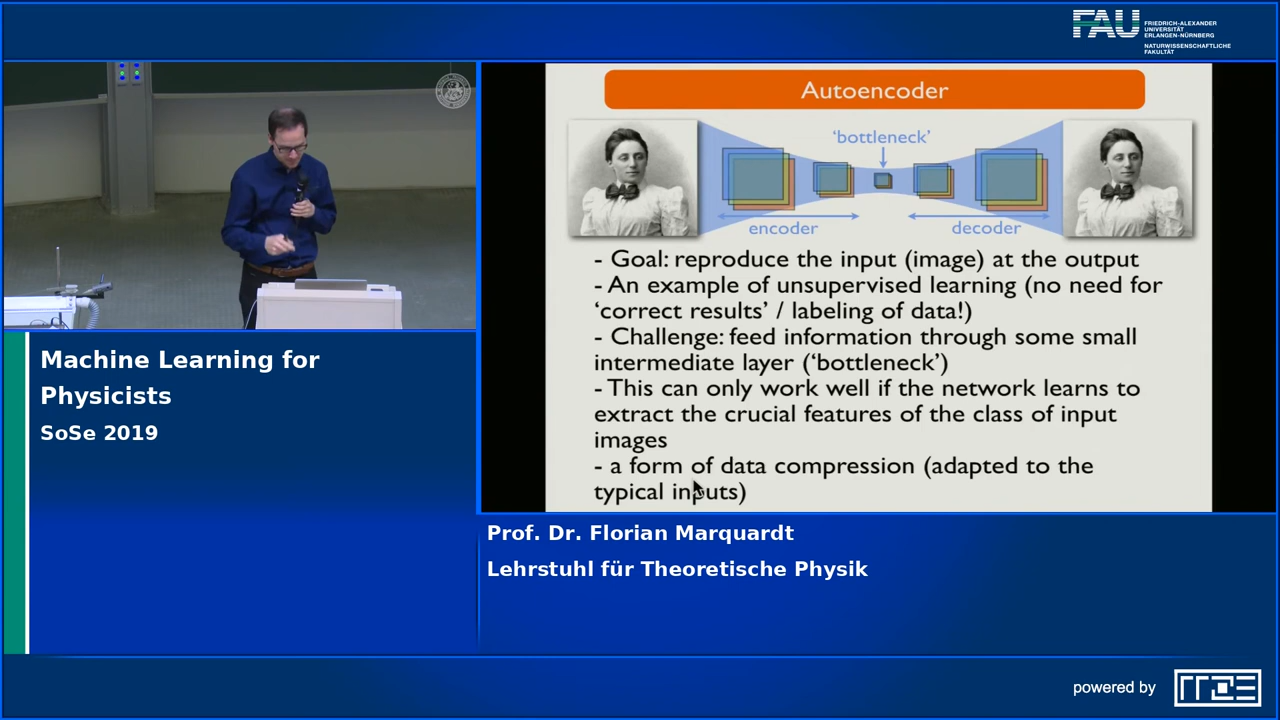 FAU
FRIEDRICH-ALEXANDER
UNIVERSITÄT
ERLANGEN-NÜRNBERG
NATURWISSENSCHAFTLICHE
FAKULTÄT
Autoencoder
‘bottleneck’
encoder
decoder
- Goal: reproduce the input (image) at the output
- An example of unsupervised learning (no need for
‘correct results’ / labeling of data!)
- Challenge: feed information through some small
intermediate layer (‘bottleneck’)
- This can only work well if the network learns to
extract the crucial features of the class of input
images
- a form of data compression (adapted to the
typical inputs)
Machine Learning for
Physicists
SoSe 2019
Prof. Dr. Florian Marquardt
Lehrstuhl für Theoretische Physik
powered by